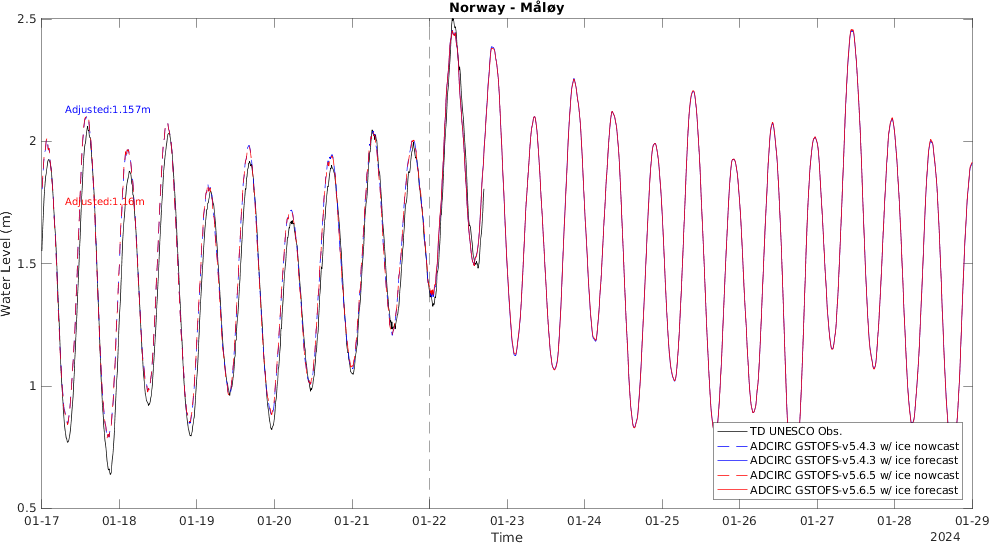 Norway - Måløy
2.5
2
1.5
1
0.5
Water Level (m)
Adjusted:1.157m
Adjusted:1.16m
TD UNESCO Obs.
ADCIRC GSTOFS-v5.4.3 w/ ice nowcast
ADCIRC GSTOFS-v5.4.3 w/ ice forecast
ADCIRC GSTOFS-v5.6.5 w/ ice nowcast
ADCIRC GSTOFS-v5.6.5 w/ ice forecast
01-17 01-18 01-19 01-20 01-21 01-22 01-23 01-24 01-25 01-26 01-27 01-28 01-29
Time
2024